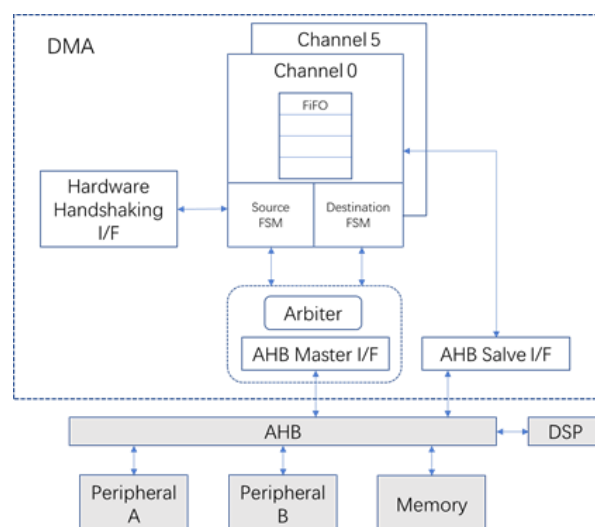 DMA
Channel 5
Channel 0
FiFO
Hardware
Handshaking
I/F
Source
FSM
Destination
FSM
Arbiter
AHB Master I/F
AHB Salve I/F
AHB
DSP
Peripheral
A
Peripheral
B
Memory